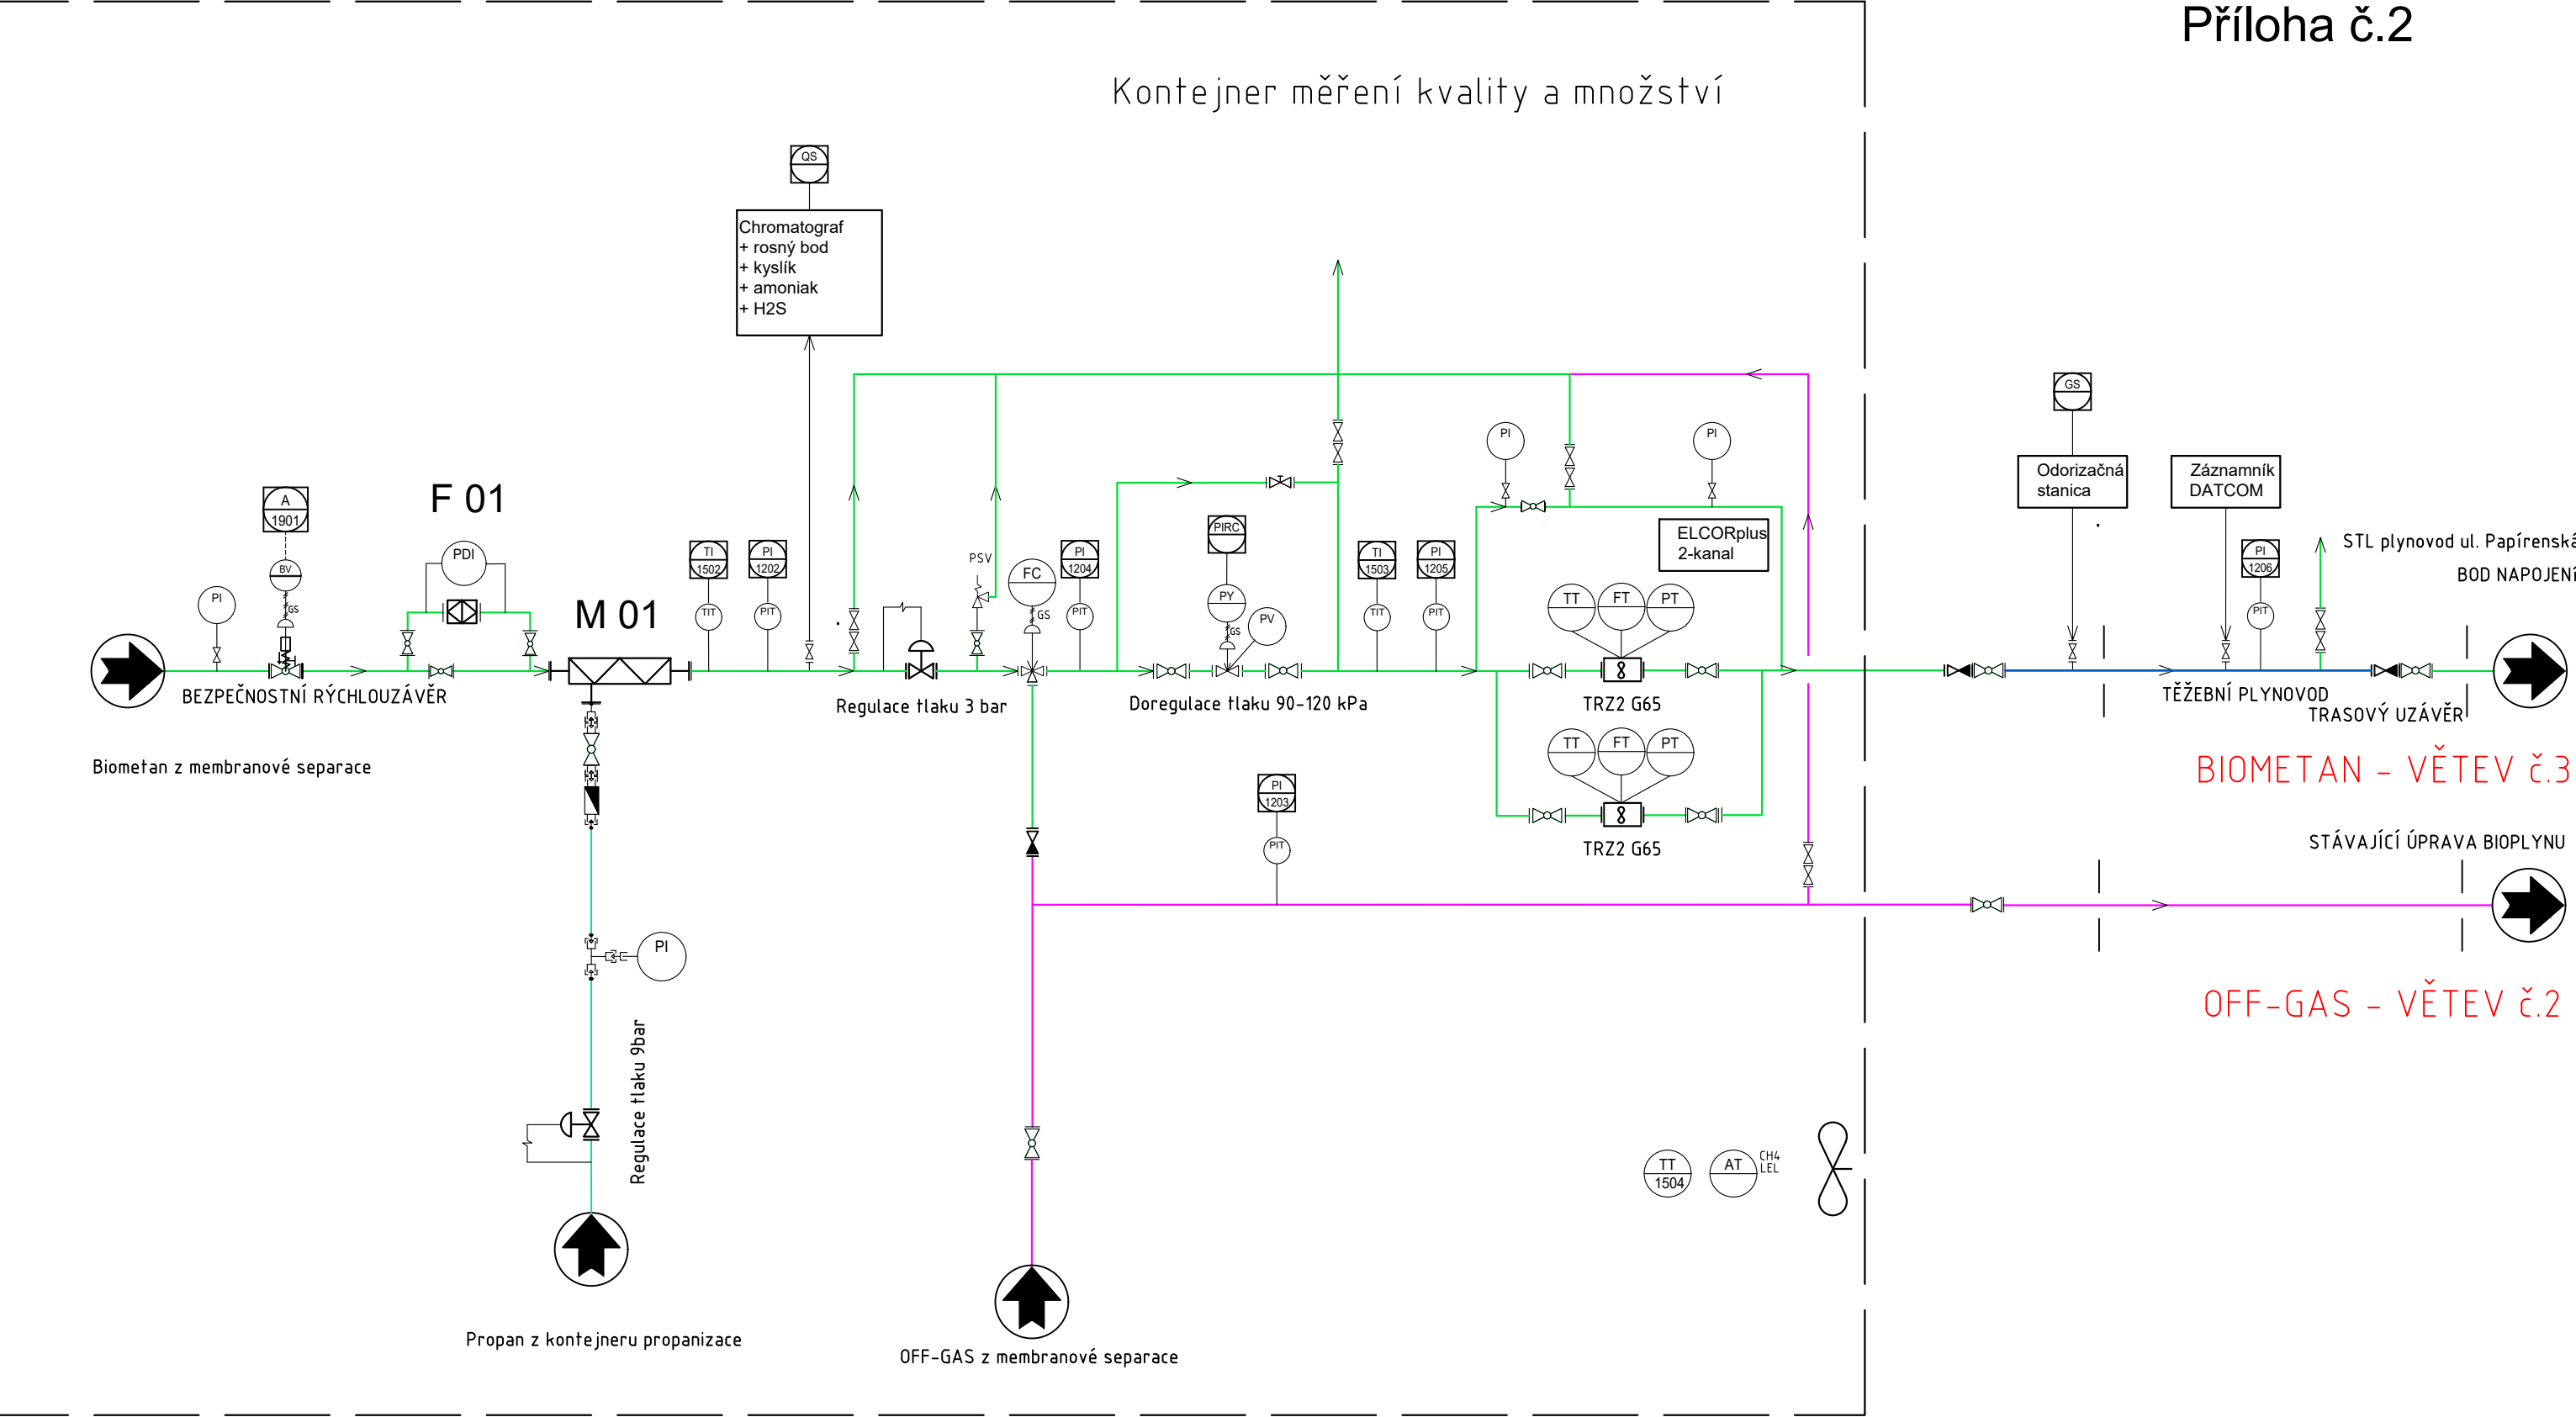 Příloha č.2
Kontejner měření kvality a množství
QS
Chromatograf
+ rosný bod
+ kyslík
+ amoniak
+ H2S
GS
Odorizačná
stanica
Záznamník
DATCOM
PI
PI
ELCORplus
2-kanal
A
1901
F 01
PDI
BV
GS
PI
M 01
TI
1502
TIT
PI
1202
PIT
PSV
FC
GS
PI
1204
PIT
PIRC
PY
GS
PV
TI
1503
TIT
PI
1205
PIT
TT
FT
PT
PI
1206
PIT
STL plynovod ul. Papírenská
BOD NAPOJENÍ
BEZPEČNOSTNÍ RÝCHLOUZÁVĚR
Regulace tlaku 3 bar
Doregulace tlaku 90-120 kPa
TRZ2 G65
TĚŽEBNÍ PLYNOVOD
TRASOVÝ UZÁVĚR
Biometan z membranové separace
TT
FT
PT
BIOMETAN - VĚTEV č.3
PI
1203
PIT
TRZ2 G65
STÁVAJÍCÍ ÚPRAVA BIOPLYNU
PI
OFF-GAS - VĚTEV č.2
Regulace tlaku 9bar
TT
1504
AT
CH4
LEL
Propan z kontejneru propanizace
OFF-GAS z membranové separace